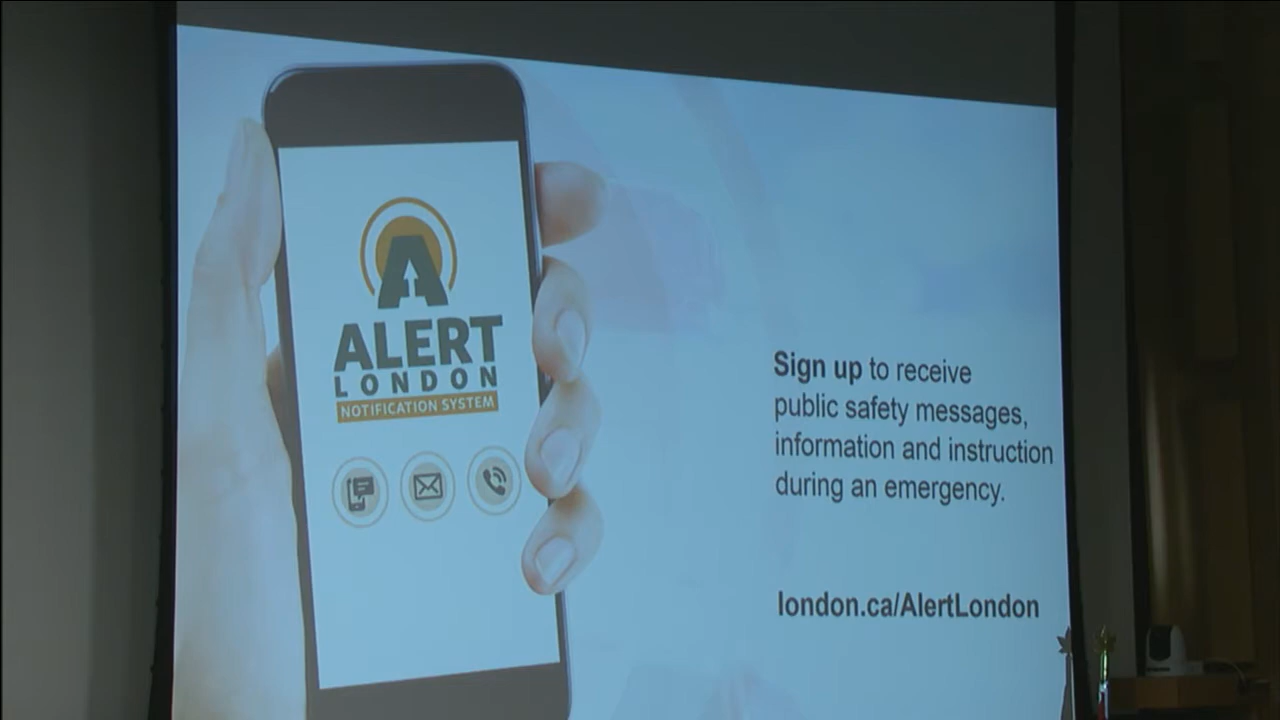 ALERT
LONDON
NOTIFICATION SYSTEM
Sign up to receive
public safety messages,
information and instruction
during an emergency.
london.ca/AlertLondon